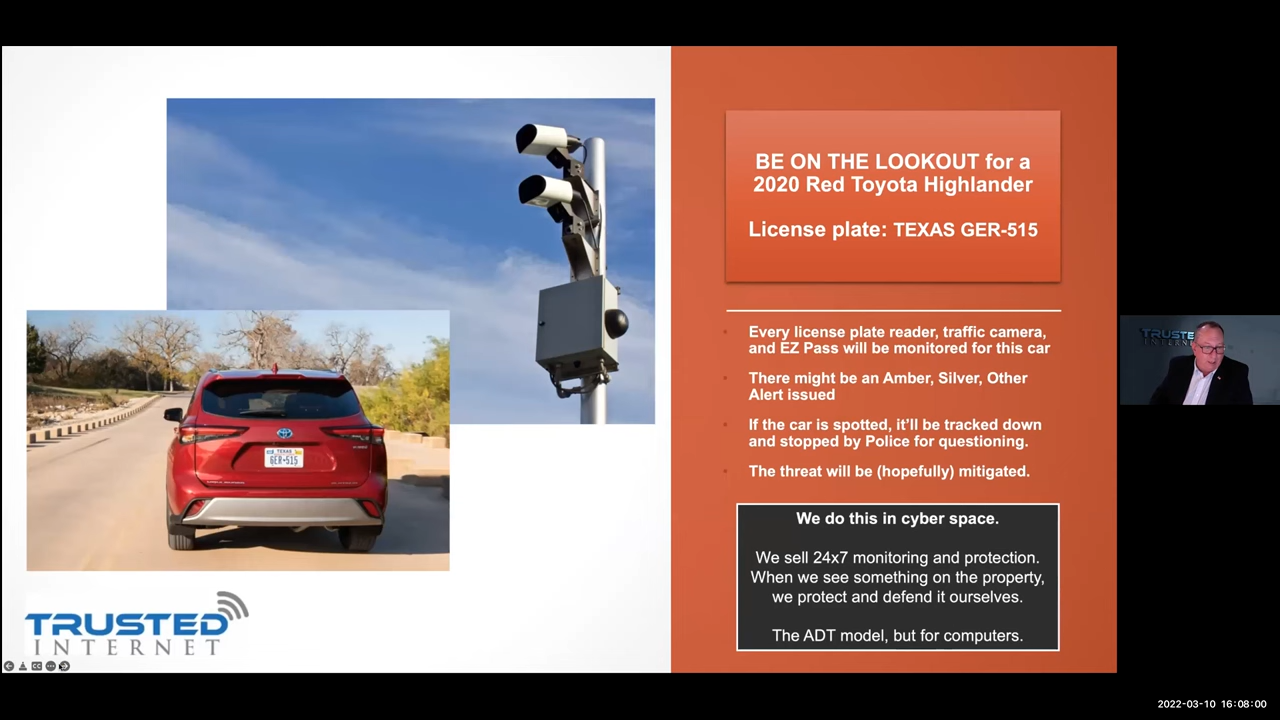 BE ON THE LOOKOUT for a
2020 Red Toyota Highlander
License plate: TEXAS GER-515
Every license plate reader, traffic camera,
and EZ Pass will be monitored for this car
There might be an Amber, Silver, Other
Alert issued
If the car is spotted, it'll be tracked down
and stopped by Police for questioning.
The threat will be (hopefully) mitigated.
We do this in cyber space.
We sell 24x7 monitoring and protection.
When we see something on the property,
we protect and defend it ourselves.
The ADT model, but for computers.
TEXAS
GER•515
TRUSTED
INTERNET
CC
TRUSTE
INTERN
2022-03-10 16:08:00